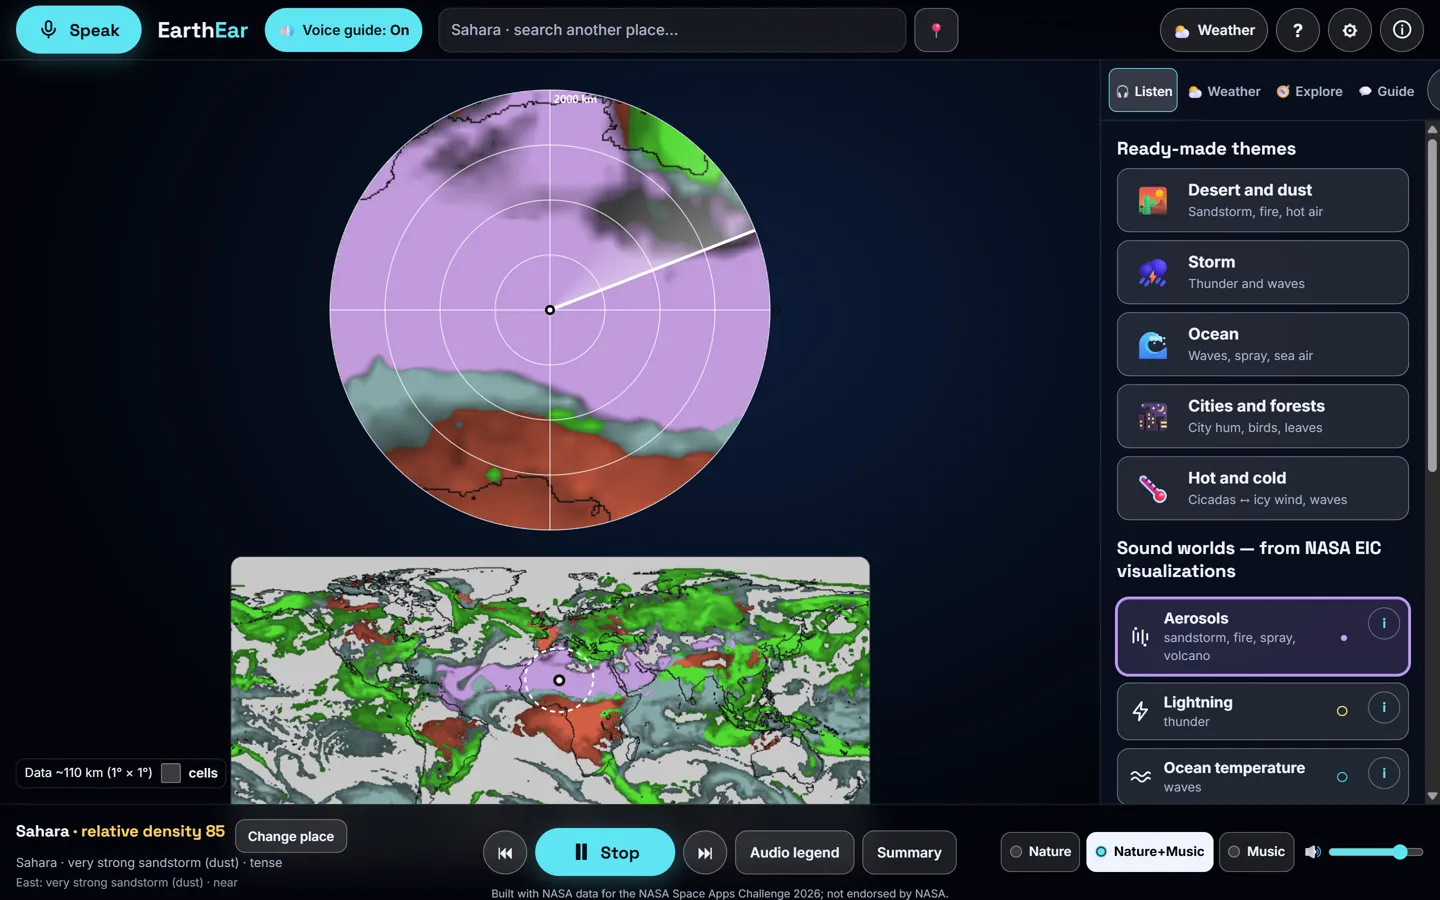 Speak
EarthEar
Voice guide: On
Sahara · search another place...
Weather
?
Listen
Weather
Explore
Guide
2000 km
Ready-made themes
Desert and dust
Sandstorm, fire, hot air
Storm
Thunder and waves
Ocean
Waves, spray, sea air
Cities and forests
City hum, birds, leaves
Hot and cold
Cicadas ↔ icy wind, waves
Sound worlds — from NASA EIC
visualizations
Aerosols
sandstorm, fire, spray,
volcano
i
Lightning
thunder
i
Ocean temperature
waves
i
Data ~110 km (1° × 1°)
cells
Sahara · relative density 85
Change place
Sahara · very strong sandstorm (dust) · tense
East: very strong sandstorm (dust) · near
Stop
Audio legend
Summary
Nature
Nature+Music
Music
Built with NASA data for the NASA Space Apps Challenge 2026; not endorsed by NASA.